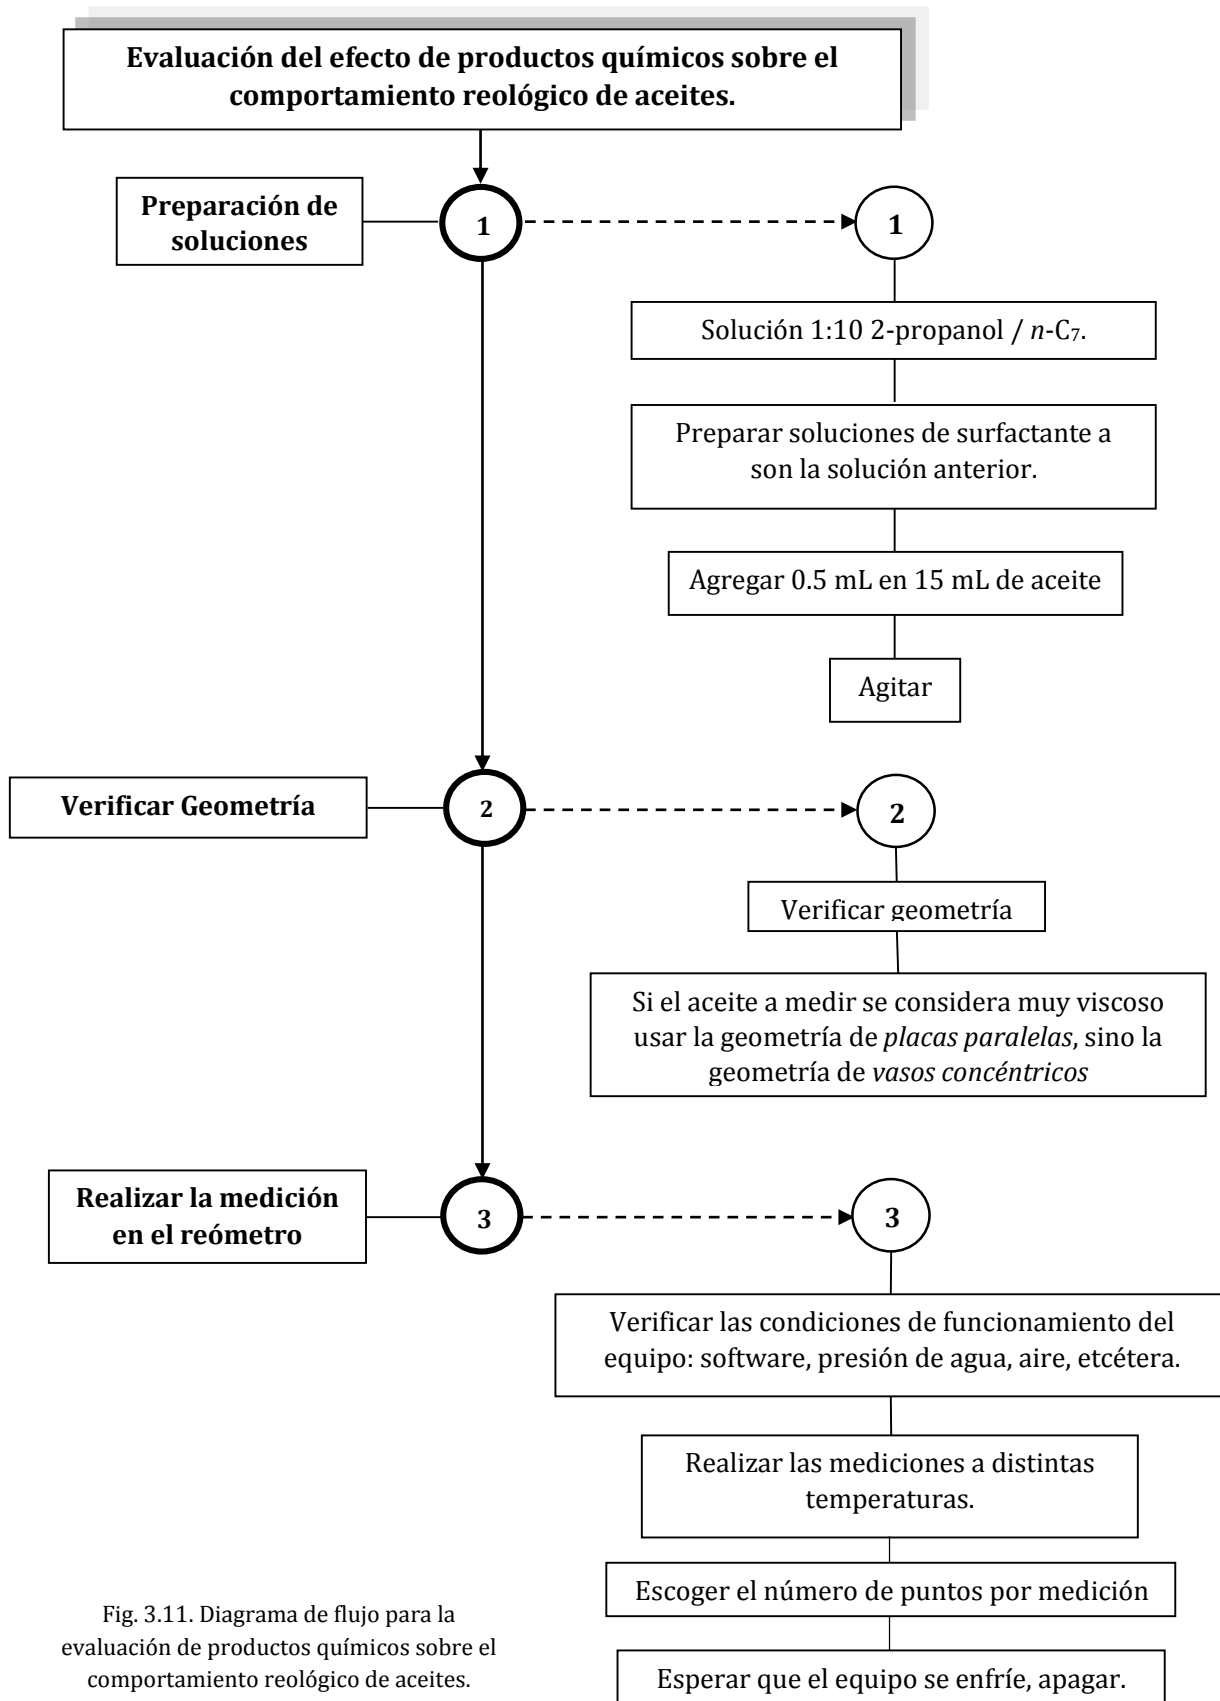 Evaluación del efecto de productos químicos sobre el
comportamiento reológico de aceites.
Preparación de
soluciones
1
1
Solución 1:10 2-propanol / n-C₇.
Preparar soluciones de surfactante a
son la solución anterior.
Agregar 0.5 mL en 15 mL de aceite
Agitar
Verificar Geometría
2
2
Verificar geometría
Si el aceite a medir se considera muy viscoso
usar la geometría de placas paralelas, sino la
geometría de vasos concéntricos
Realizar la medición
en el reómetro
3
3
Verificar las condiciones de funcionamiento del
equipo: software, presión de agua, aire, etcétera.
Realizar las mediciones a distintas
temperaturas.
Escoger el número de puntos por medición
Esperar que el equipo se enfríe, apagar.
Fig. 3.11. Diagrama de flujo para la
evaluación de productos químicos sobre el
comportamiento reológico de aceites.